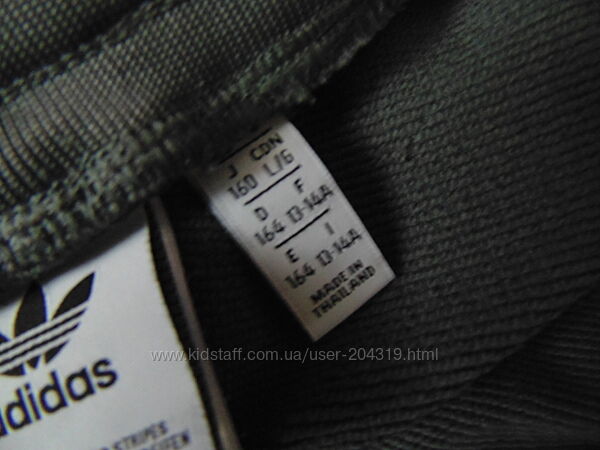 J CDN
160 L/G
D F
164 13-14A
E I
164 13-14A
MADE IN
THAILAND
adidas
STRIPES
www.kidstaff.com.ua/user-204319.html